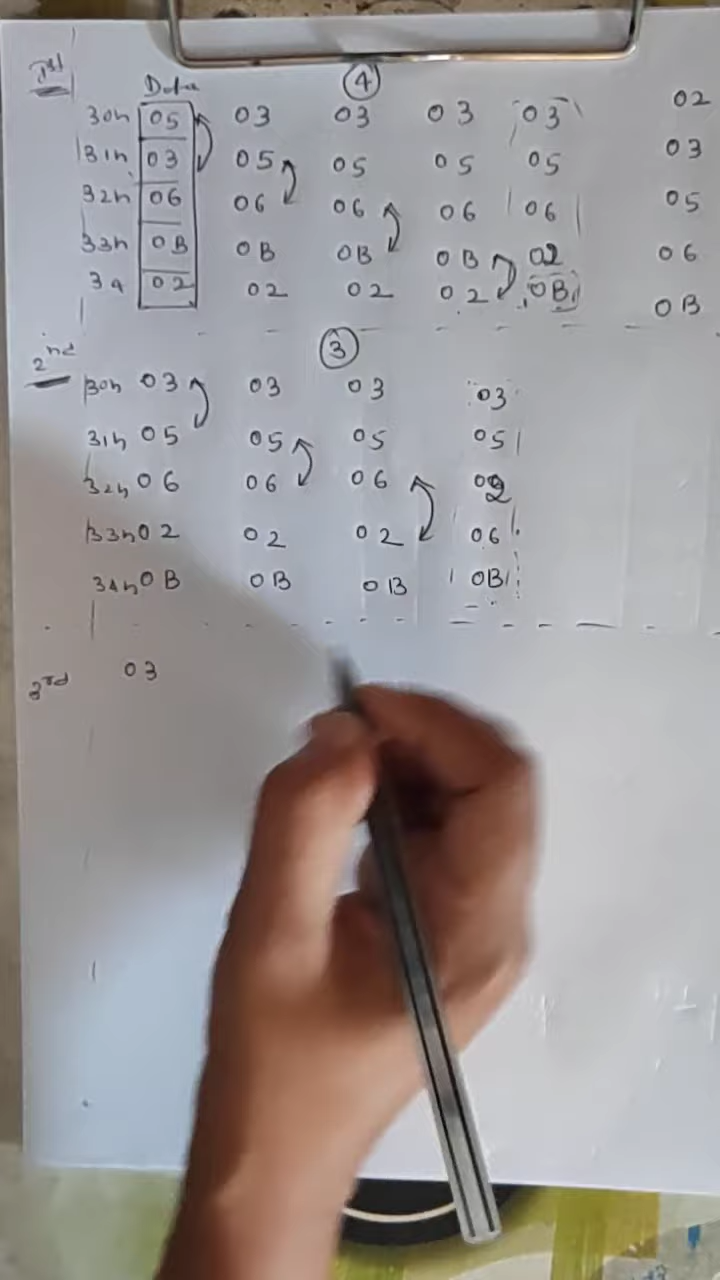 1st Data ④
30h 05 03 03 03 03 02
31h 03 05 05 05 05 03
32h 06 06 06 06 06 05
33h 0B 0B 0B 0B 02 06
34 02 02 02 02 0B 0B
2nd ③
30h 03 03 03 03
31h 05 05 05 05
32h 06 06 06 02
33h 02 02 02 06
34h 0B 0B 0B 0B
3rd 03